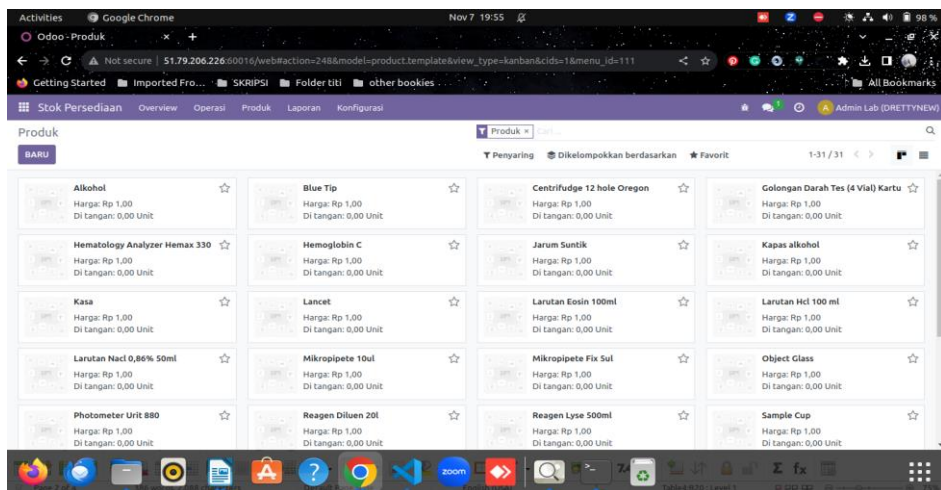 Activities Google Chrome Nov 7 19:55 98 %
Odoo - Produk × +
Not secure | 51.79.206.226:60016/web#action=248&model=product.template&view_type=kanban&cids=1&menu_id=111
Getting Started Imported Fro... SKRIPSI Folder titi other bookies All Bookmarks
Stok Persediaan Overview Operasi Produk Laporan Konfigurasi 1 A Admin Lab (DRETTYNEW)
Produk Produk × Cari...
BARU Penyaring Dikelompokkan berdasarkan Favorit 1-31 / 31
Alkohol Blue Tip Centrifudge 12 hole Oregon Golongan Darah Tes (4 Vial) Kartu
Harga: Rp 1,00 Harga: Rp 1,00 Harga: Rp 1,00 Harga: Rp 1,00
Di tangan: 0,00 Unit Di tangan: 0,00 Unit Di tangan: 0,00 Unit Di tangan: 0,00 Unit
Hematology Analyzer Hemax 330 Hemoglobin C Jarum Suntik Kapas alkohol
Harga: Rp 1,00 Harga: Rp 1,00 Harga: Rp 1,00 Harga: Rp 1,00
Di tangan: 0,00 Unit Di tangan: 0,00 Unit Di tangan: 0,00 Unit Di tangan: 0,00 Unit
Kasa Lancet Larutan Eosin 100ml Larutan Hcl 100 ml
Harga: Rp 1,00 Harga: Rp 1,00 Harga: Rp 1,00 Harga: Rp 1,00
Di tangan: 0,00 Unit Di tangan: 0,00 Unit Di tangan: 0,00 Unit Di tangan: 0,00 Unit
Larutan Nacl 0,86% 50ml Mikropipete 10ul Mikropipete Fix 5ul Object Glass
Harga: Rp 1,00 Harga: Rp 1,00 Harga: Rp 1,00 Harga: Rp 1,00
Di tangan: 0,00 Unit Di tangan: 0,00 Unit Di tangan: 0,00 Unit Di tangan: 0,00 Unit
Photometer Urit 880 Reagen Diluen 20l Reagen Lyse 500ml Sample Cup
Harga: Rp 1,00 Harga: Rp 1,00 Harga: Rp 1,00 Harga: Rp 1,00
Di tangan: 0,00 Unit Di tangan: 0,00 Unit Di tangan: 0,00 Unit Di tangan: 0,00 Unit
zoom